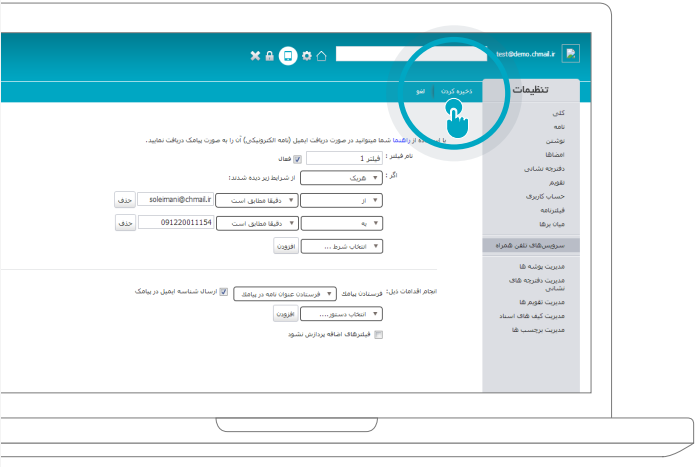 test@demo.chmail.ir
تنظیمات
ذخیره کردن
لغو
کلی
نامه
نوشتن
امضاها
دفترچه نشانی
تقویم
حساب کاربری
فیلترنامه
میان برها
سرویس‌های تلفن همراه
مدیریت پوشه ها
مدیریت دفترچه های
نشانی
مدیریت تقویم ها
مدیریت کیف های اسناد
مدیریت برچسب ها
با استفاده از راهنما شما میتوانید در صورت دریافت ایمیل (نامه الکترونیکی) آن را به صورت پیامک دریافت نمایید.
نام فیلتر : فیلتر 1 فعال
اگر : هریک از شرایط زیر دیده شدند:
از دقیقا مطابق است soleimani@chmail.ir حذف
به دقیقا مطابق است 091220011154 حذف
انتخاب شرط ... افزودن
انجام اقدامات ذیل: فرستادن پیامک فرستادن عنوان نامه در پیامک ارسال شناسه ایمیل در پیامک
انتخاب دستور.... افزودن
فیلترهای اضافه پردازش نشود